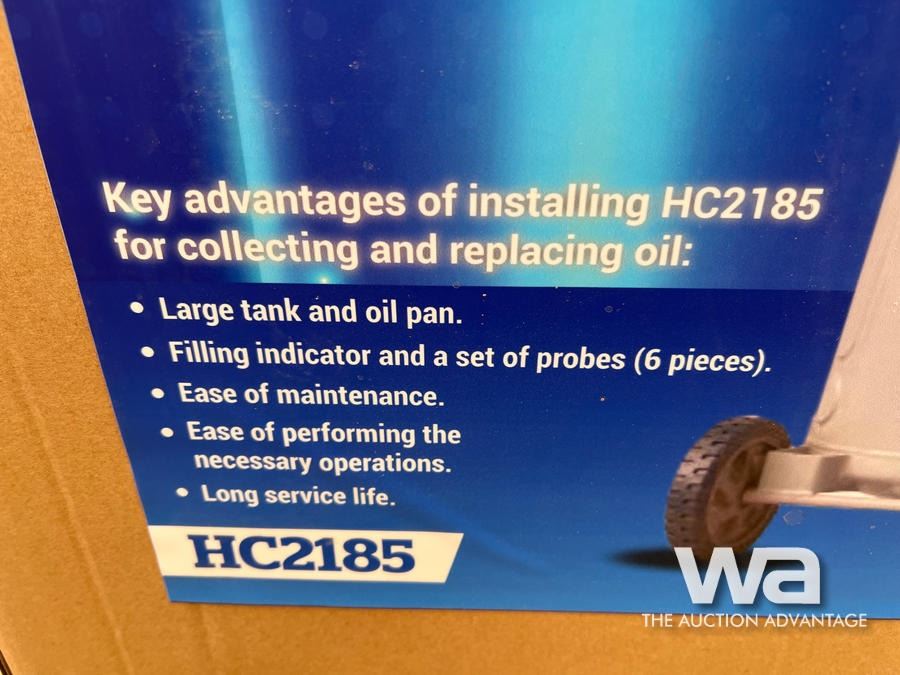 Key advantages of installing HC2185
for collecting and replacing oil:
• Large tank and oil pan.
• Filling indicator and a set of probes (6 pieces).
• Ease of maintenance.
• Ease of performing the
necessary operations.
• Long service life.
HC2185
wa
THE AUCTION ADVANTAGE